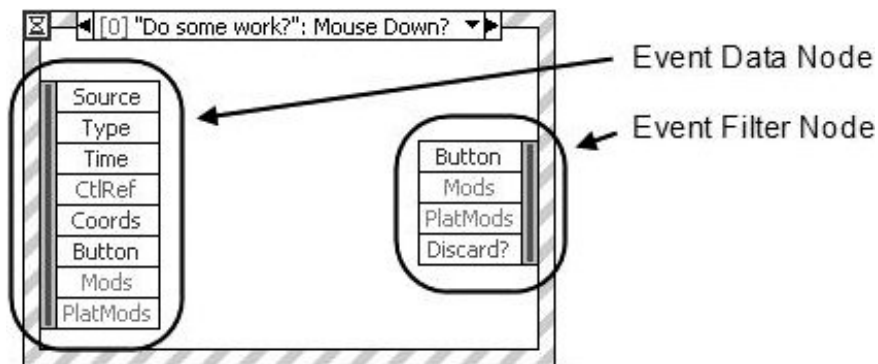 [0] "Do some work?": Mouse Down?
Event Data Node
Event Filter Node
Source
Type
Time
CtlRef
Coords
Button
Mods
PlatMods
Button
Mods
PlatMods
Discard?